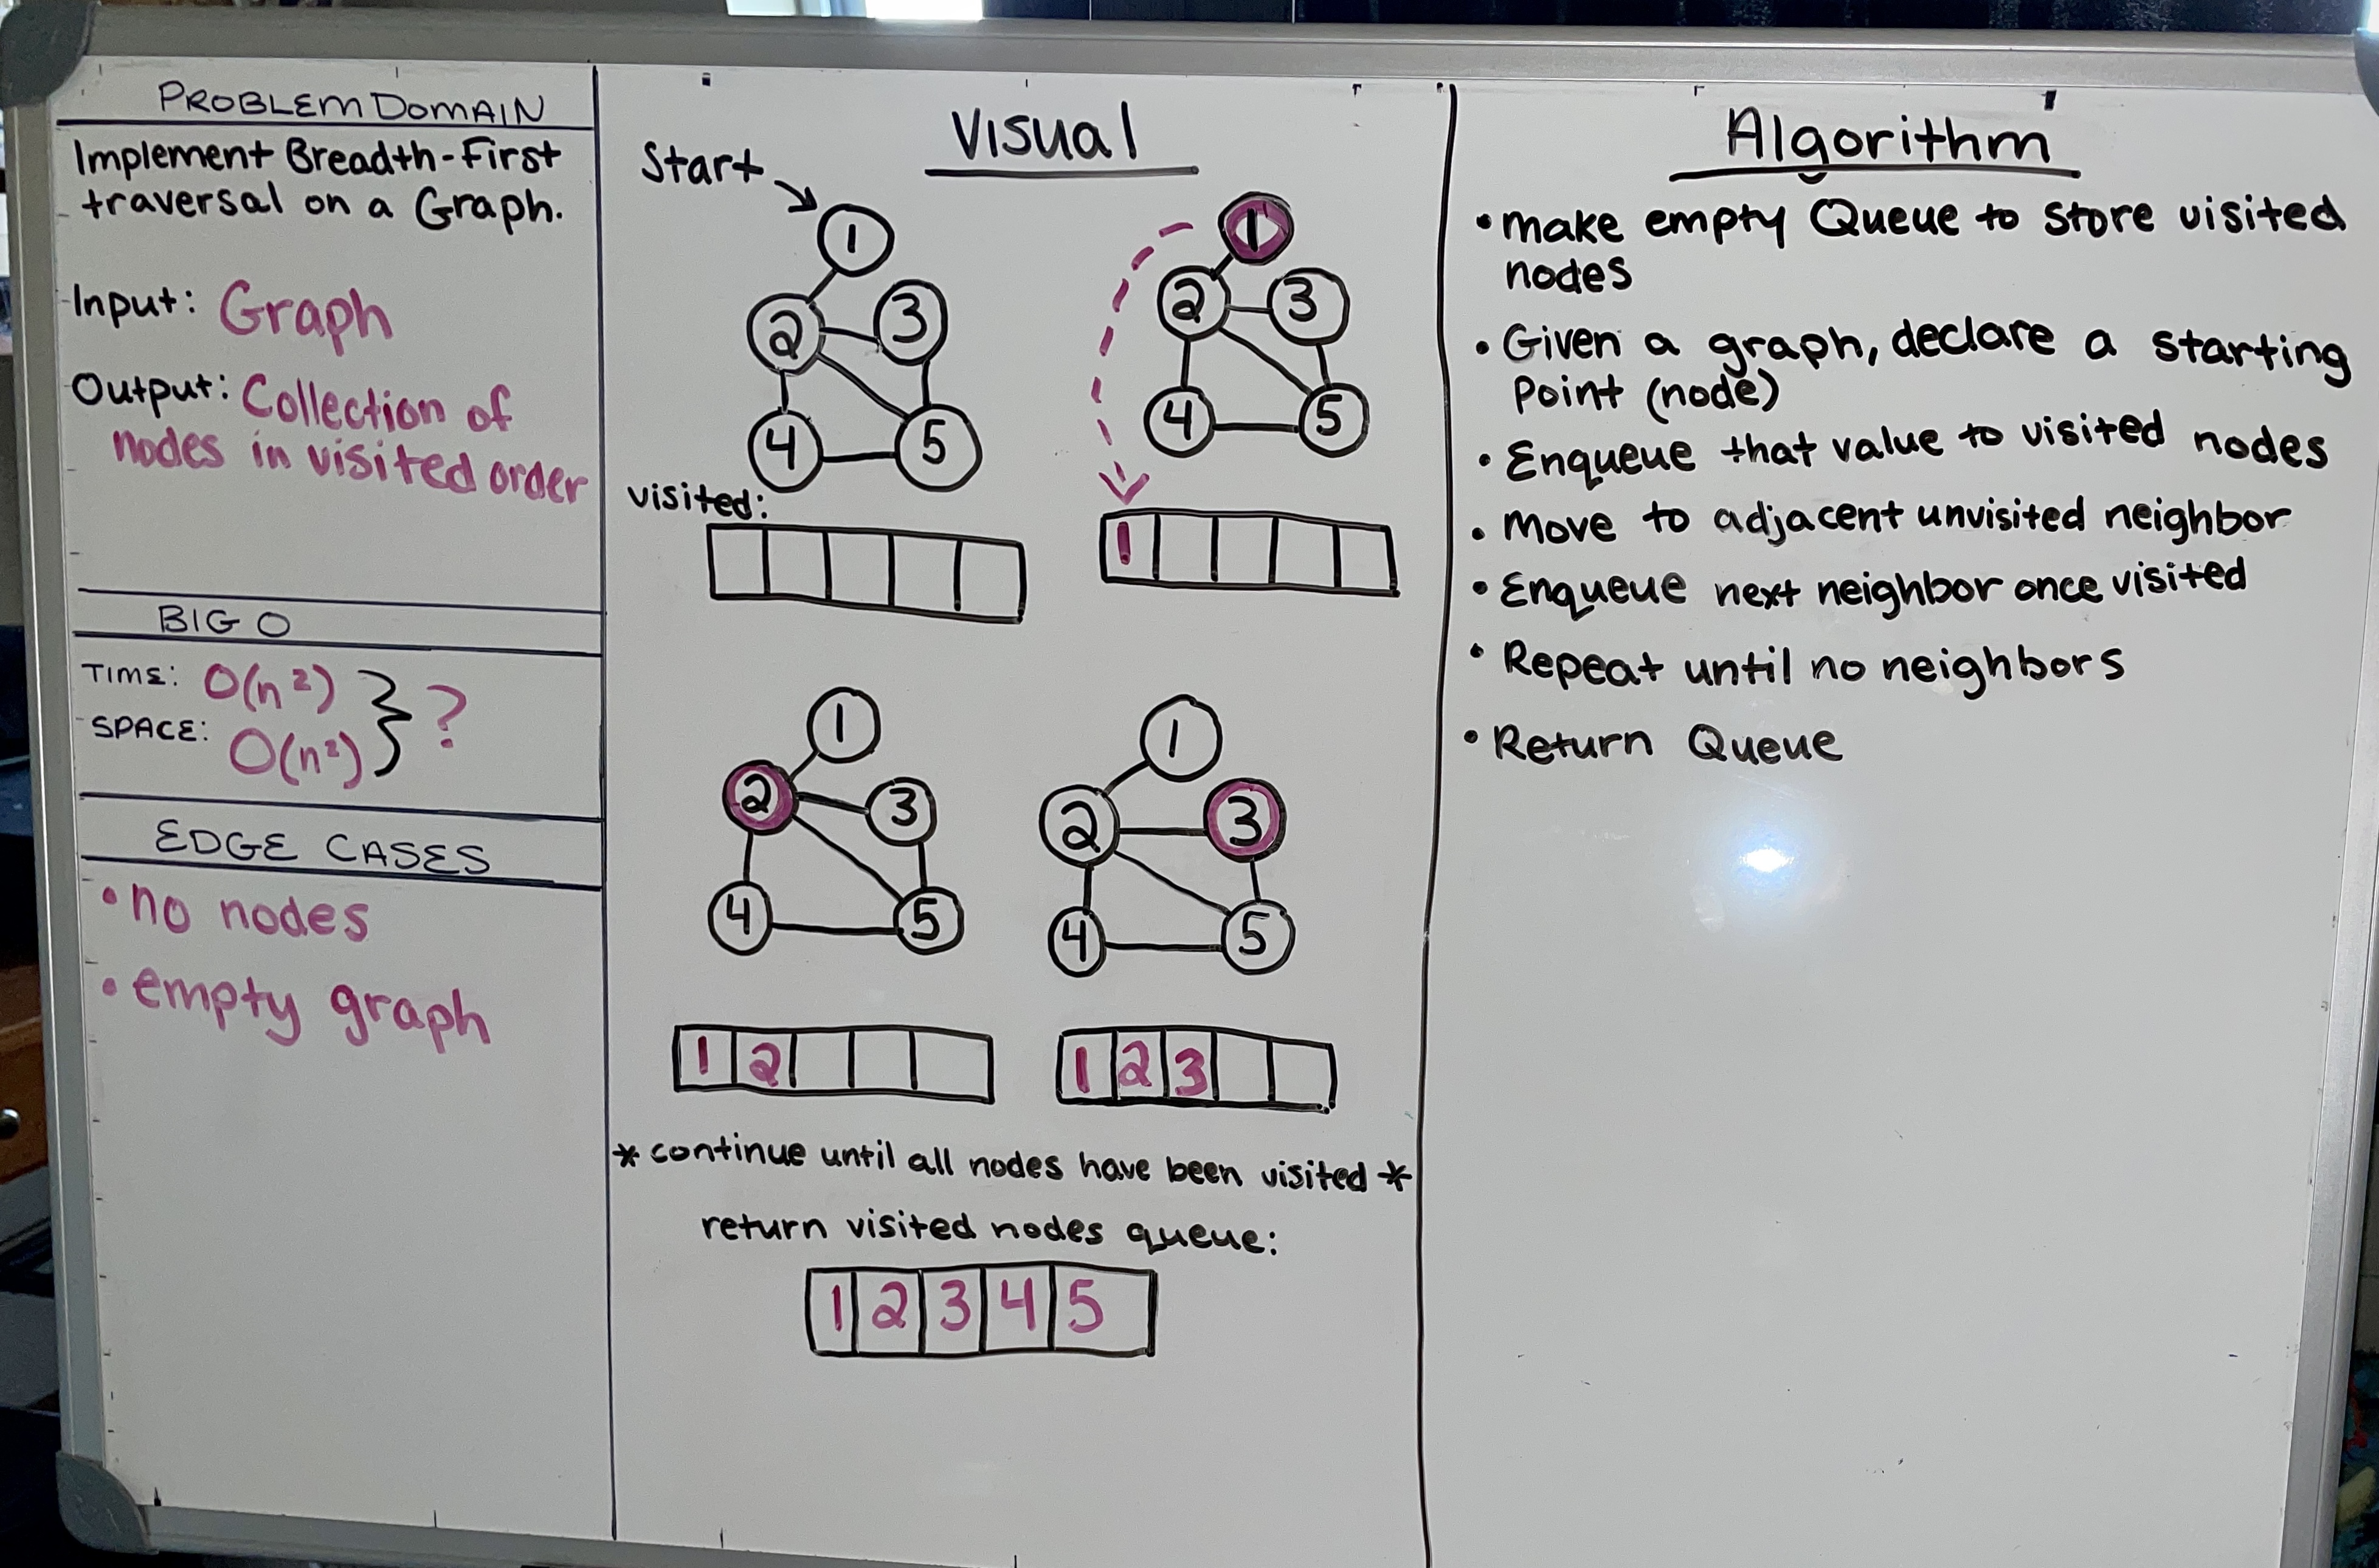 PROBLEM DOMAIN
Implement Breadth-First
traversal on a Graph.
Input: Graph
Output: Collection of
nodes in visited order
BIG O
TIME: O(n²)
SPACE: O(n²)
?
EDGE CASES
• no nodes
• empty graph
Visual
Start
1
2 3
4 5
visited:
1
2 3
4 5
1
1
2 3
4 5
1 2
1
2 3
4 5
1 2 3
* continue until all nodes have been visited *
return visited nodes queue:
1 2 3 4 5
Algorithm
• make empty Queue to store visited
nodes
• Given a graph, declare a starting
Point (node)
• Enqueue that value to visited nodes
• Move to adjacent unvisited neighbor
• Enqueue next neighbor once visited
• Repeat until no neighbors
• Return Queue